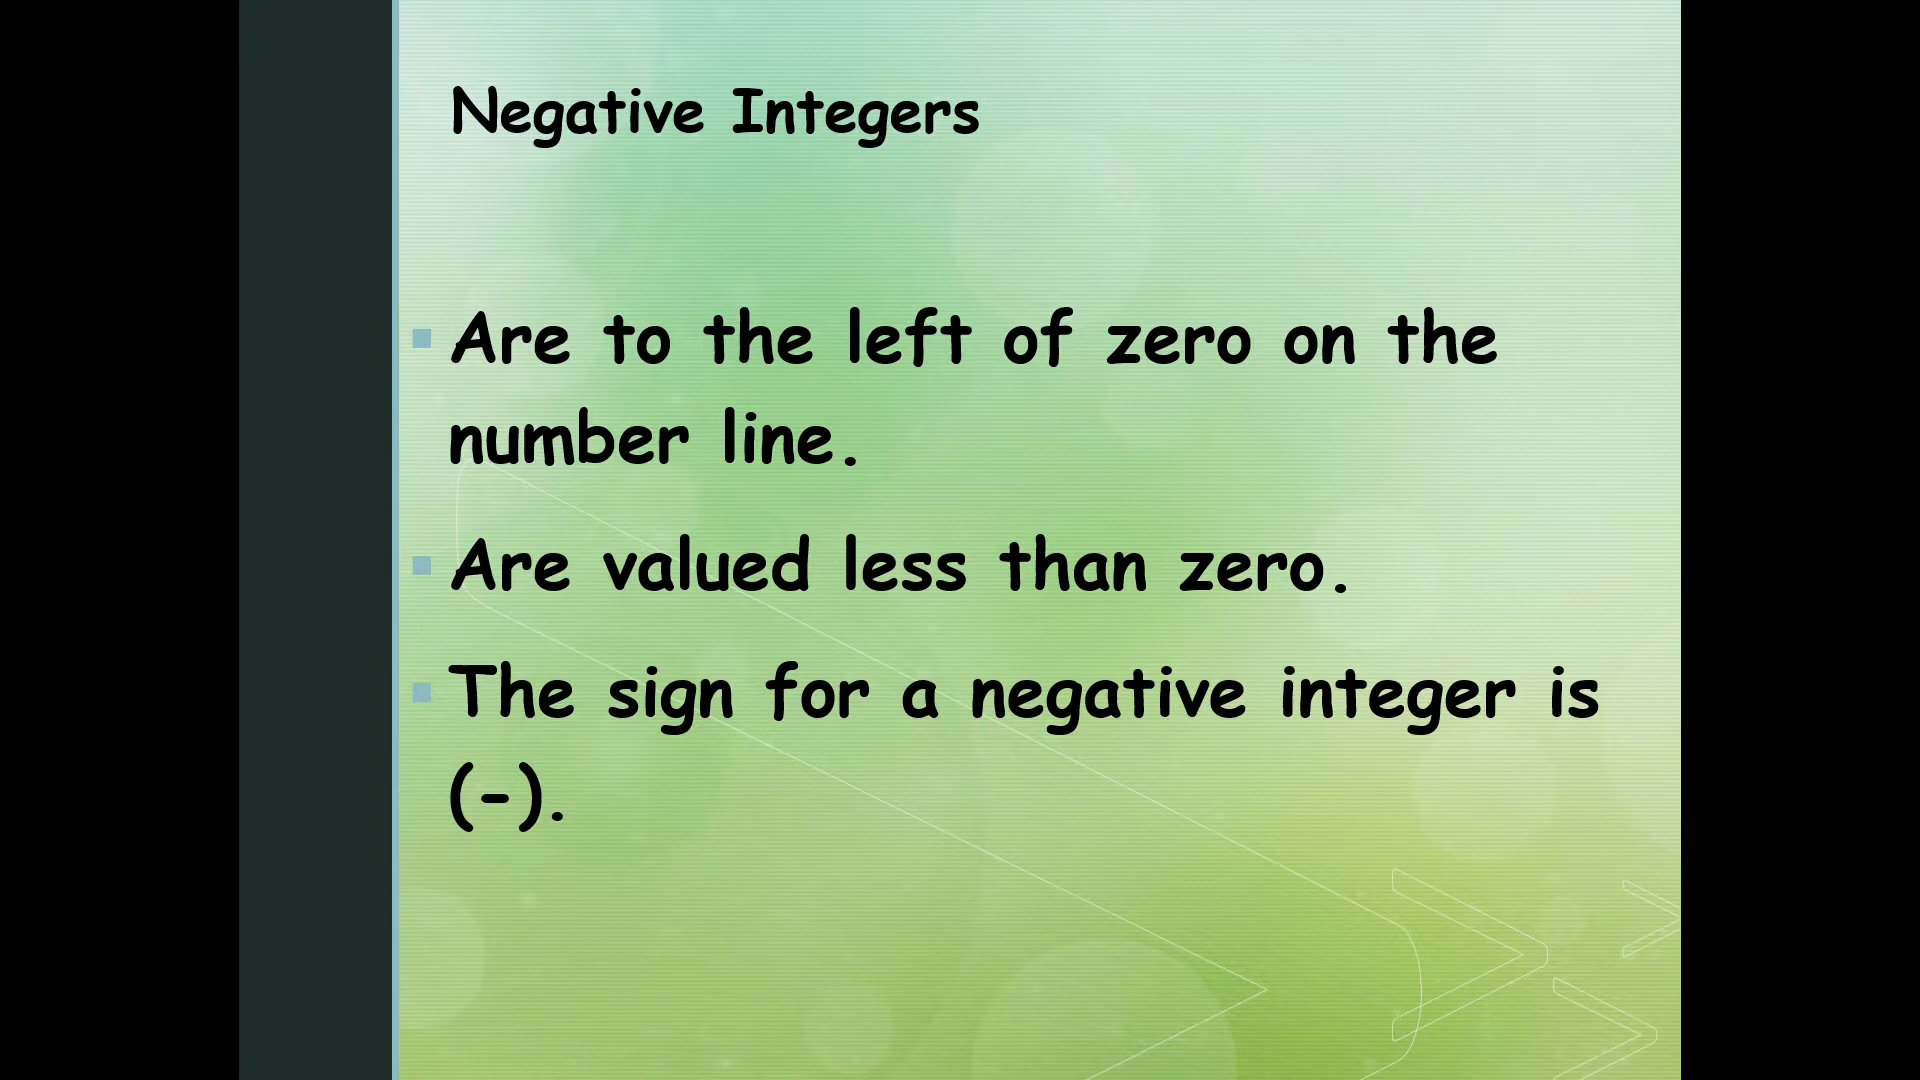 Negative Integers
Are to the left of zero on the
number line.
Are valued less than zero.
The sign for a negative integer is
(-).